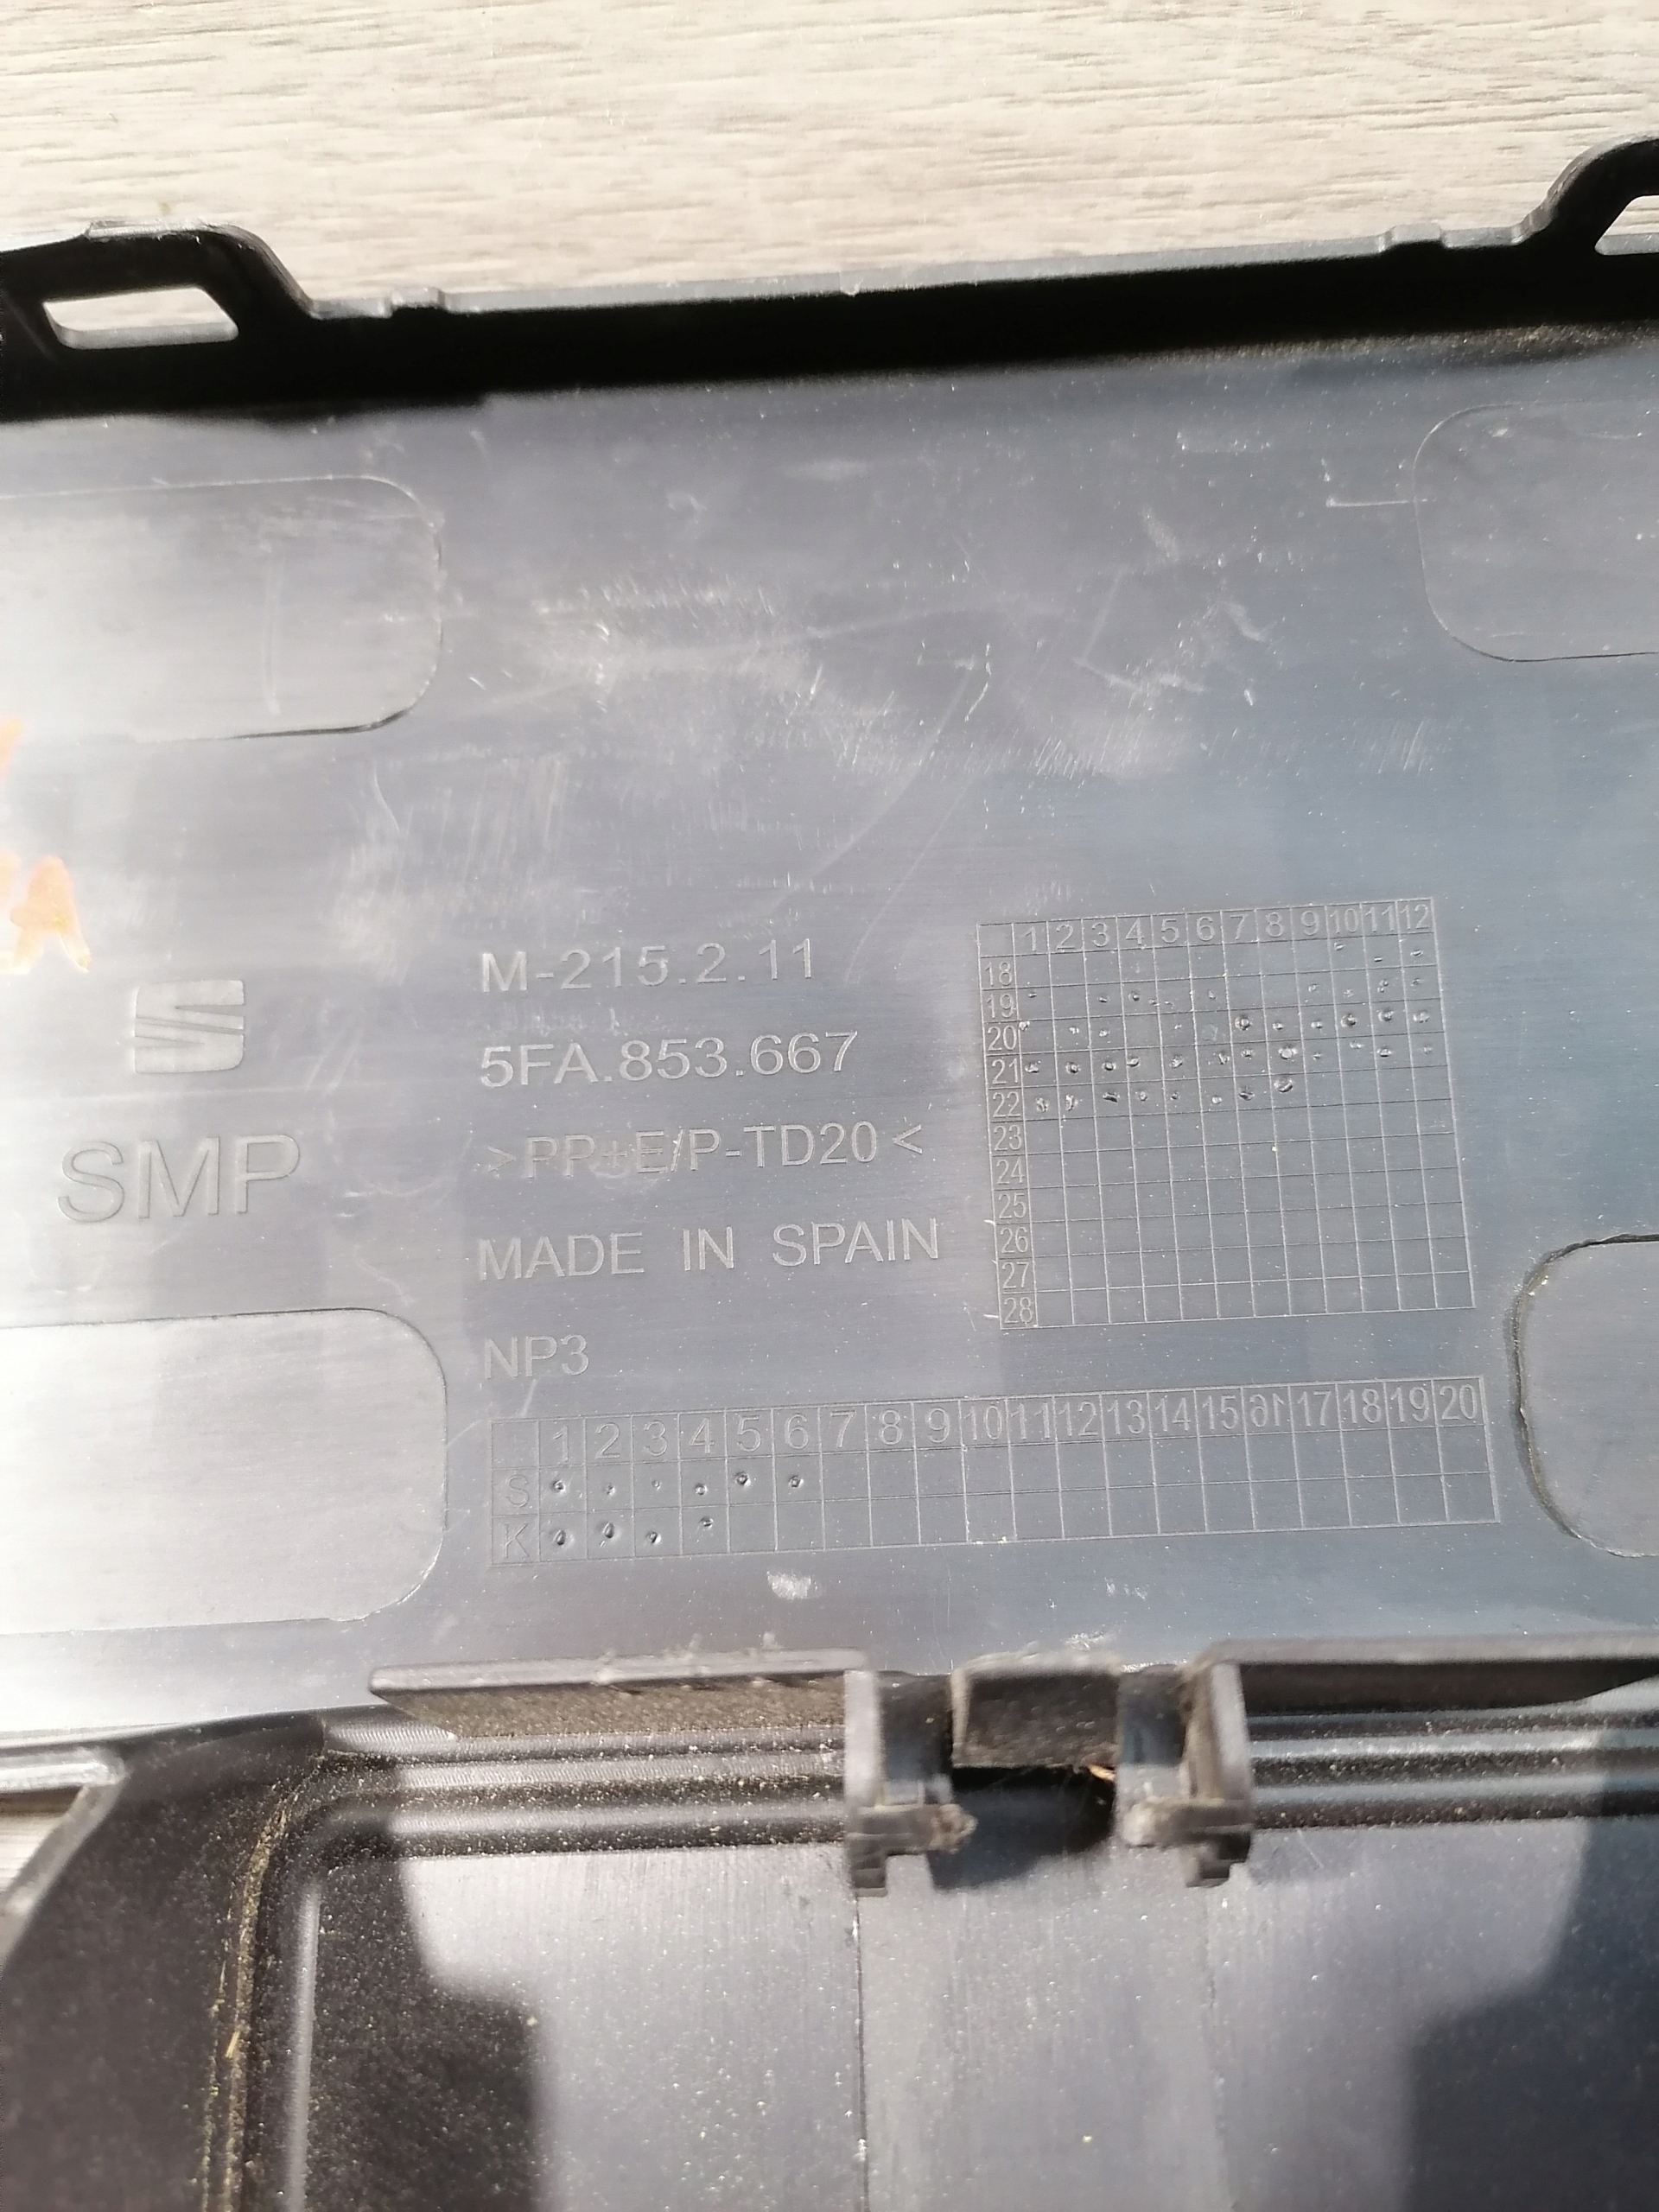 SMP
M-215.2.11
5FA.853.667
>PP+E/P-TD20<
MADE IN SPAIN
NP3
1 2 3 4 5 6 7 8 9 10 11 12
18
19
20
21
22
23
24
25
26
27
28
1 2 3 4 5 6 7 8 9 10 11 12 13 14 15 16 17 18 19 20
S
K